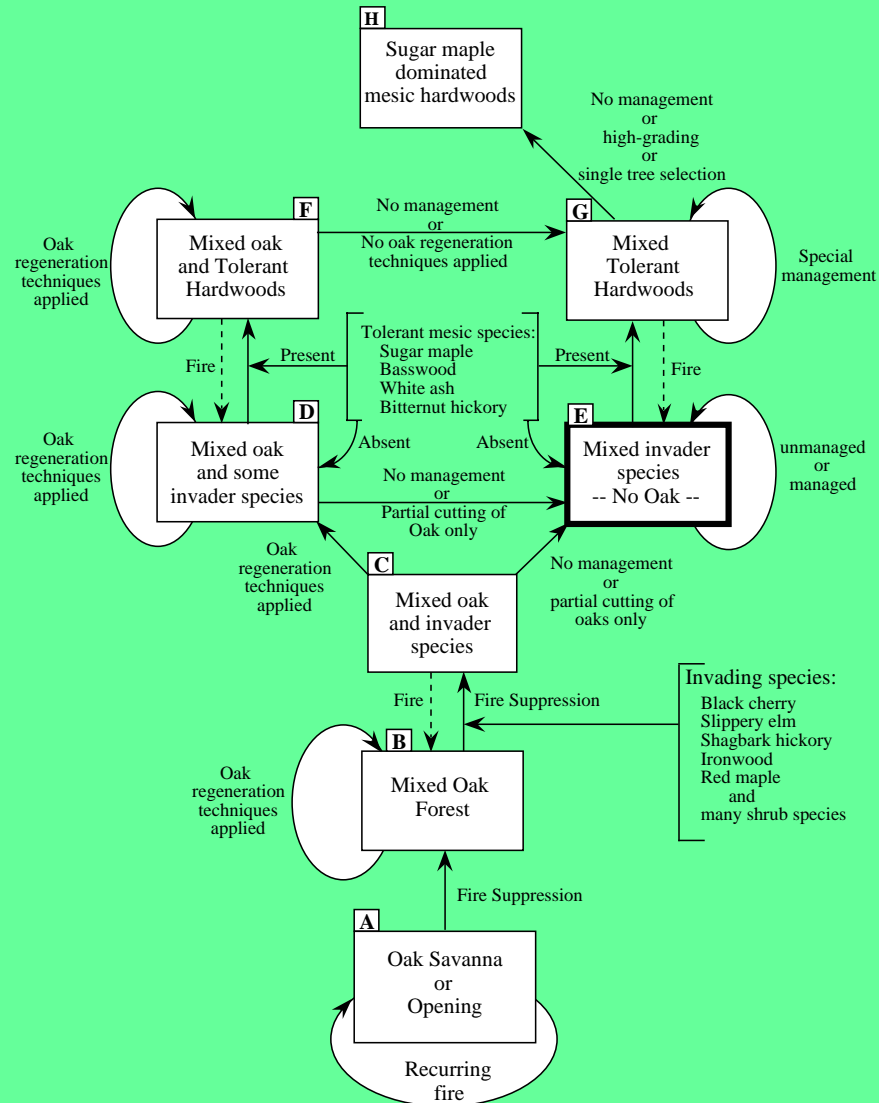 H
Sugar maple
dominated
mesic hardwoods
No management
or
high-grading
or
single tree selection
F
Mixed oak
and Tolerant
Hardwoods
Oak
regeneration
techniques
applied
No management
or
No oak regeneration
techniques applied
G
Mixed
Tolerant
Hardwoods
Special
management
Fire
Present
Tolerant mesic species:
Sugar maple
Basswood
White ash
Bitternut hickory
Present
Fire
Absent
Absent
D
Mixed oak
and some
invader species
Oak
regeneration
techniques
applied
No management
or
Partial cutting of
Oak only
E
Mixed invader
species
-- No Oak --
unmanaged
or
managed
Oak
regeneration
techniques
applied
C
Mixed oak
and invader
species
No management
or
partial cutting of
oaks only
Fire
Fire Suppression
Invading species:
Black cherry
Slippery elm
Shagbark hickory
Ironwood
Red maple
and
many shrub species
B
Mixed Oak
Forest
Oak
regeneration
techniques
applied
Fire Suppression
A
Oak Savanna
or
Opening
Recurring
fire